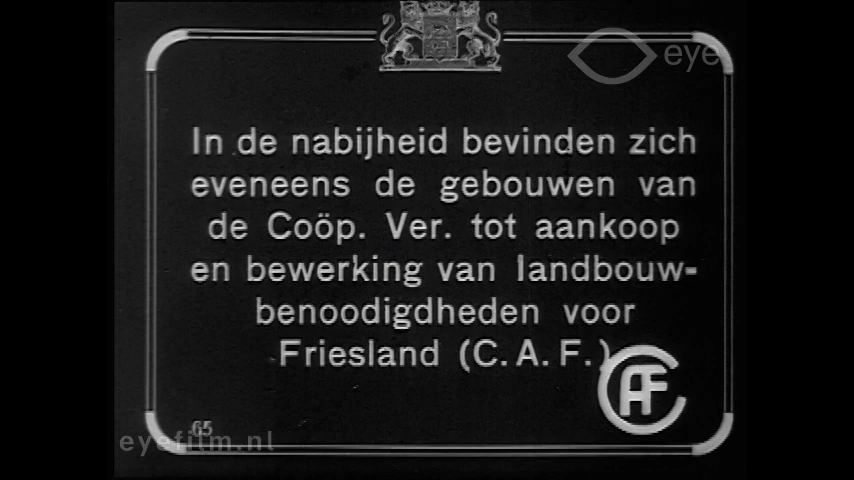 eye
In de nabijheid bevinden zich
eveneens de gebouwen van
de Coöp. Ver. tot aankoop
en bewerking van landbouw-
benoodigdheden voor
Friesland (C.A.F.)
CAF
65
eyefilm.nl